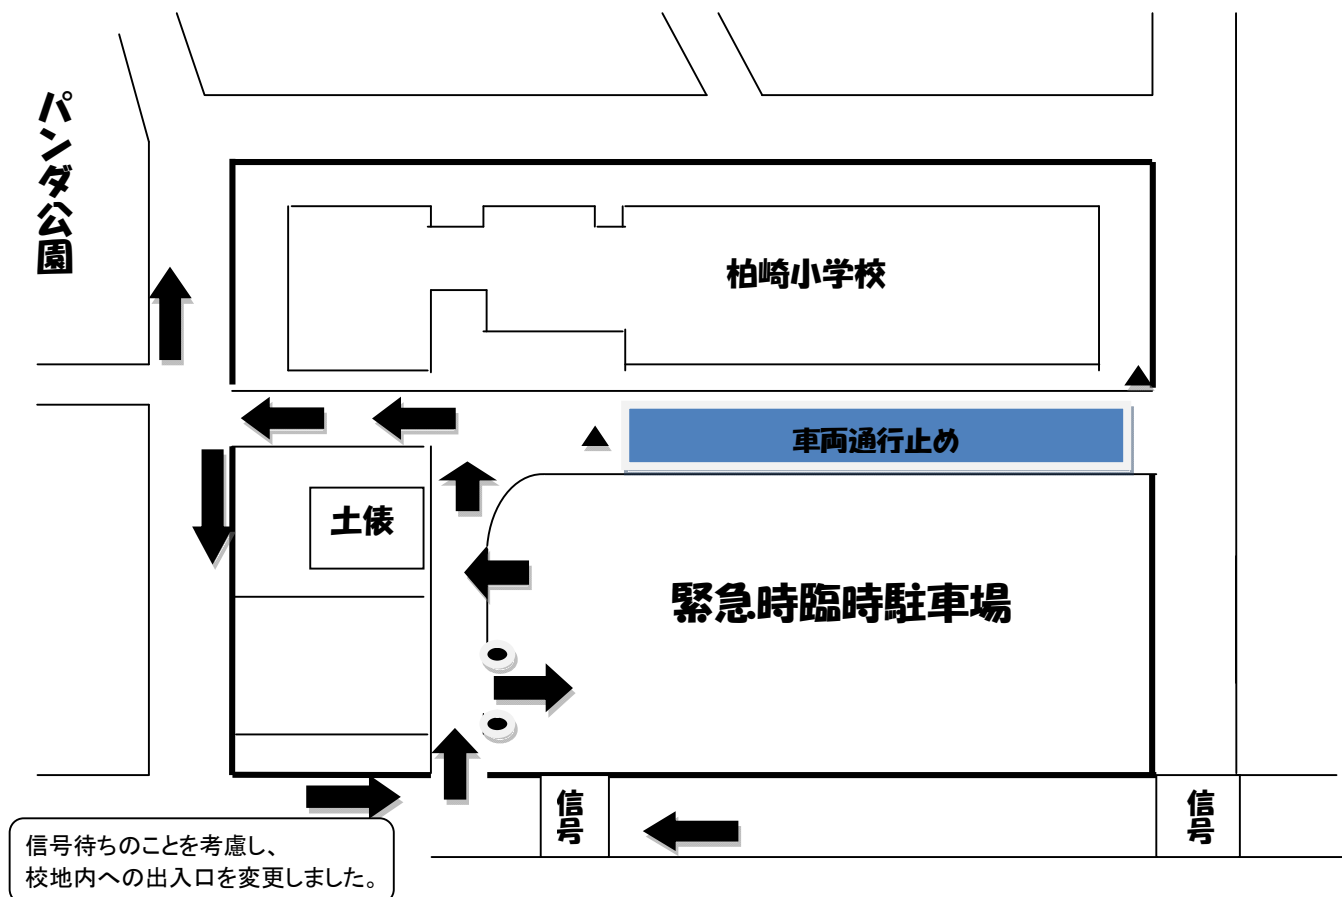 パンダ公園
柏崎小学校
車両通行止め
土俵
緊急時臨時駐車場
信号
信号
信号待ちのことを考慮し、
校地内への出入口を変更しました。